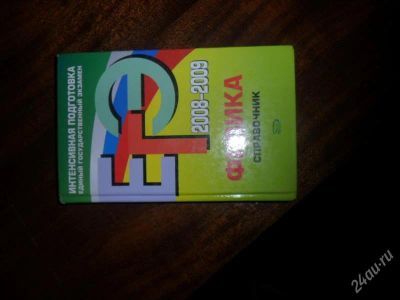 ИНТЕНСИВНАЯ ПОДГОТОВКА
ЕДИНЫЙ ГОСУДАРСТВЕННЫЙ ЭКЗАМЕН
ЕГЭ
2008-2009
ФИЗИКА
СПРАВОЧНИК
24au.ru